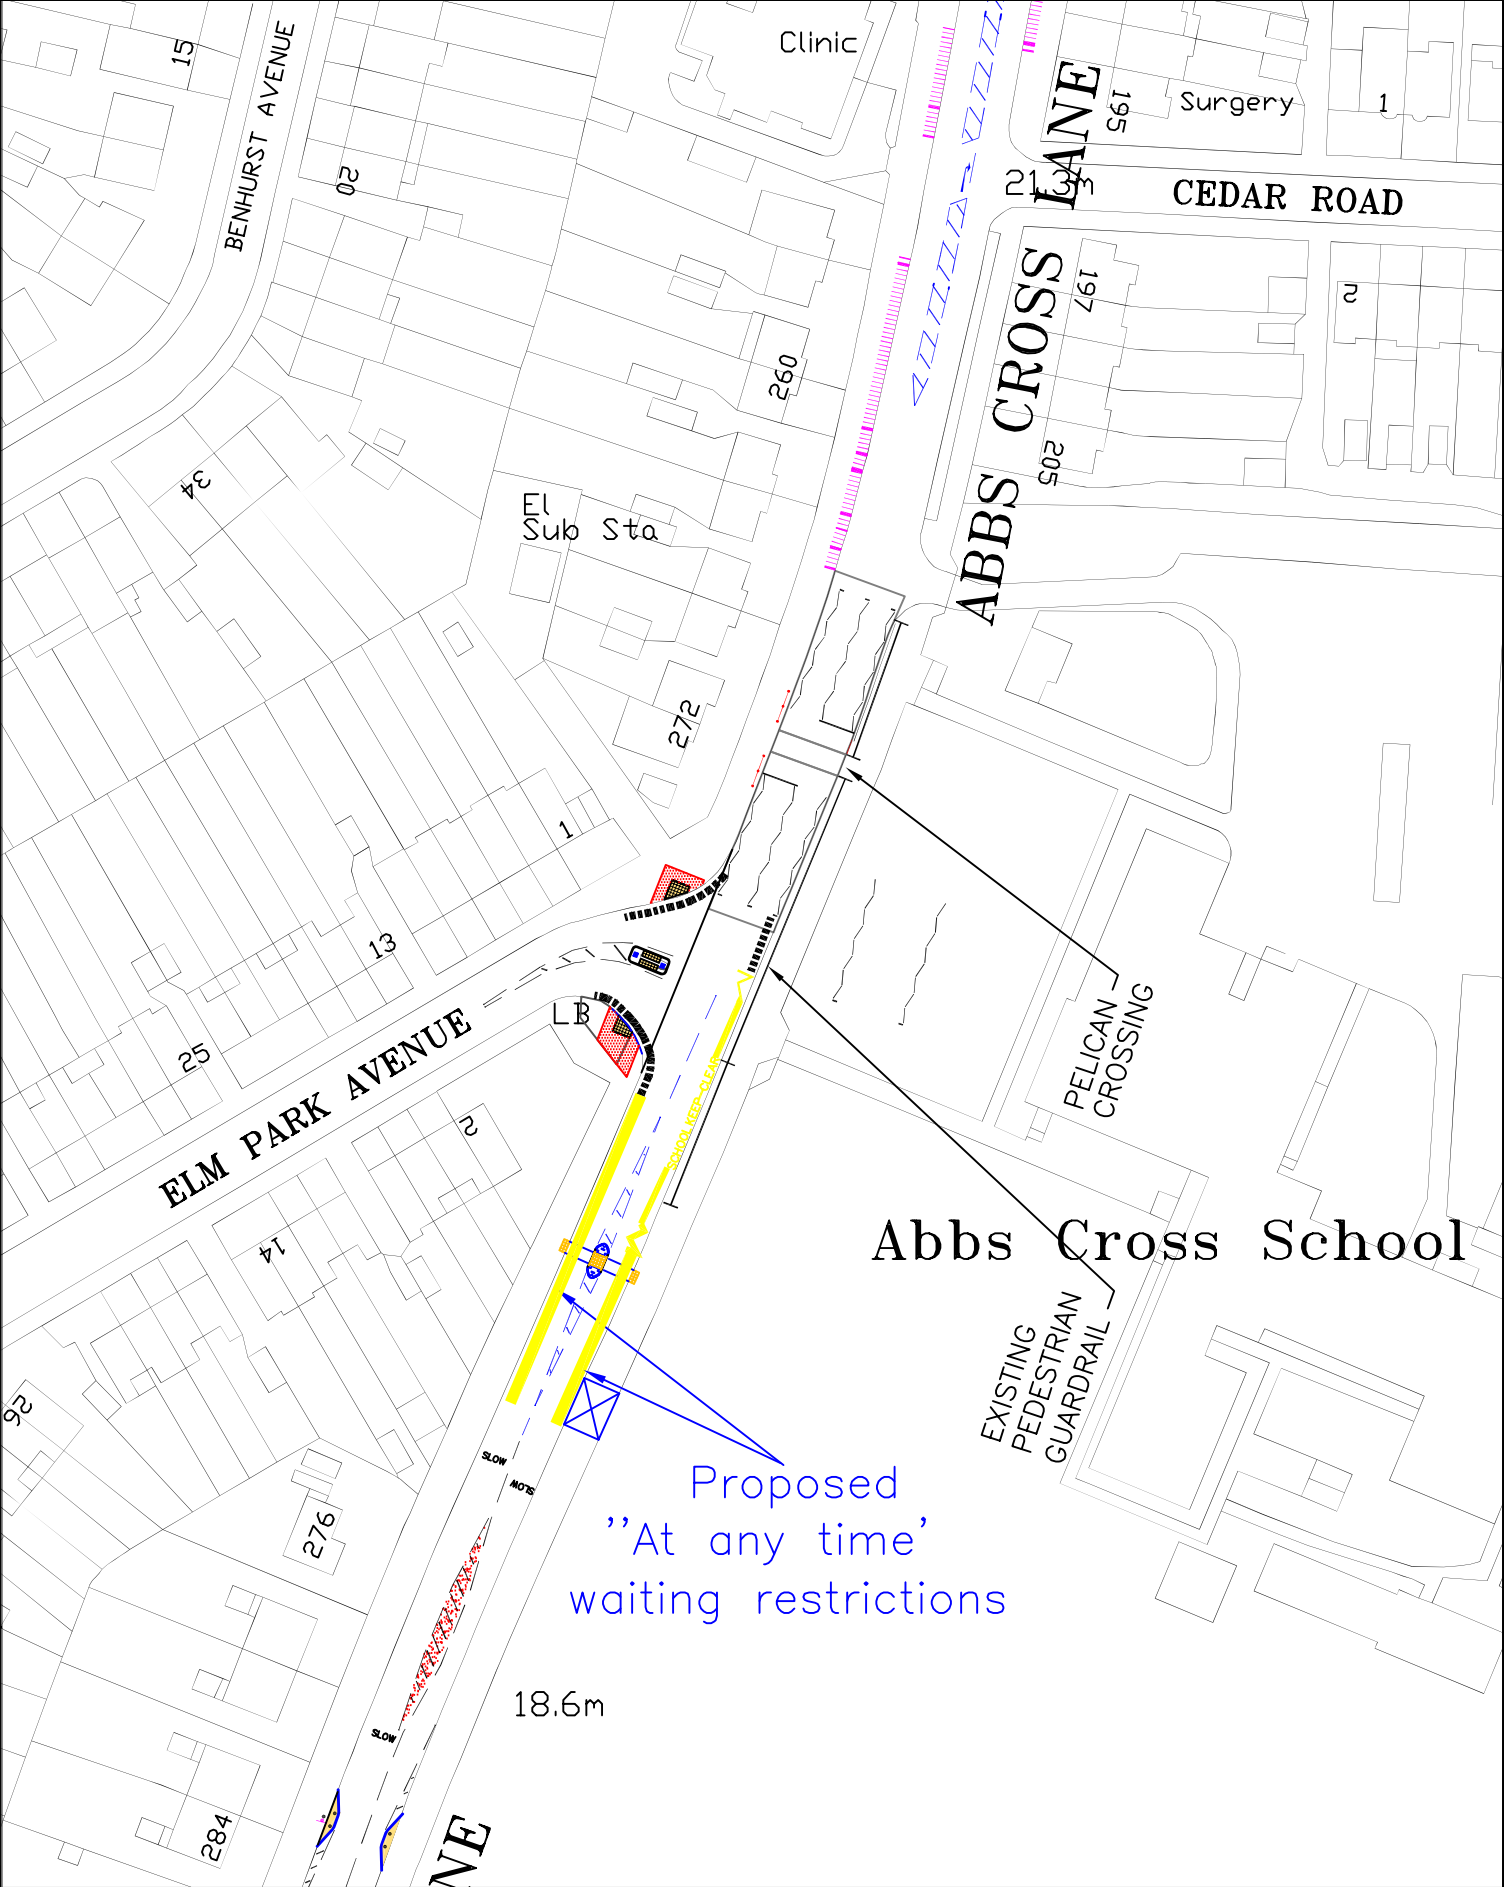 15
BENHURST AVENUE
20
Clinic
195
Surgery
1
21.3m
CEDAR ROAD
ABBS CROSS LANE
197
2
260
205
34
El
Sub Sta
272
1
13
25
LB
ELM PARK AVENUE
2
14
26
PELICAN
CROSSING
SCHOOL KEEP CLEAR
Abbs Cross School
EXISTING
PEDESTRIAN
GUARDRAIL
SLOW
SLOW
Proposed
''At any time'
waiting restrictions
276
18.6m
SLOW
284
NE